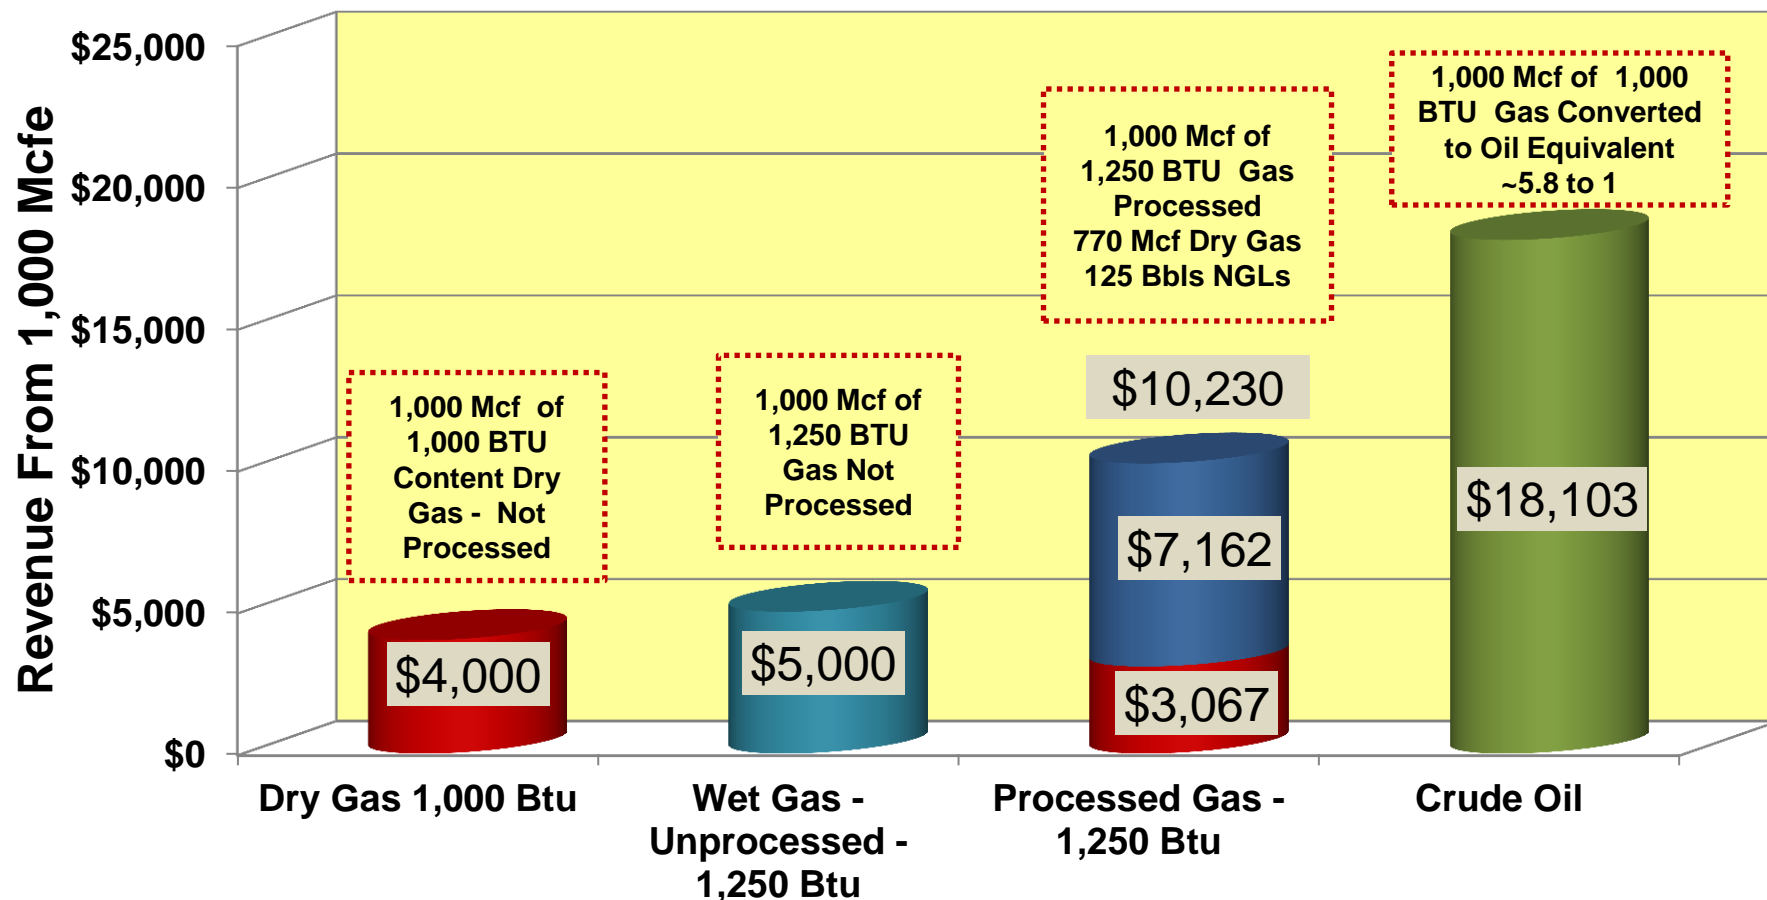 Revenue From 1,000 Mcfe
$25,000
$20,000
$15,000
$10,000
$5,000
$0
1,000 Mcf of
1,000 BTU
Content Dry
Gas - Not
Processed
$4,000
1,000 Mcf of
1,250 BTU
Gas Not
Processed
$5,000
1,000 Mcf of
1,250 BTU Gas
Processed
770 Mcf Dry Gas
125 Bbls NGLs
$10,230
$7,162
$3,067
1,000 Mcf of 1,000
BTU Gas Converted
to Oil Equivalent
~5.8 to 1
$18,103
Dry Gas 1,000 Btu
Wet Gas -
Unprocessed -
1,250 Btu
Processed Gas -
1,250 Btu
Crude Oil